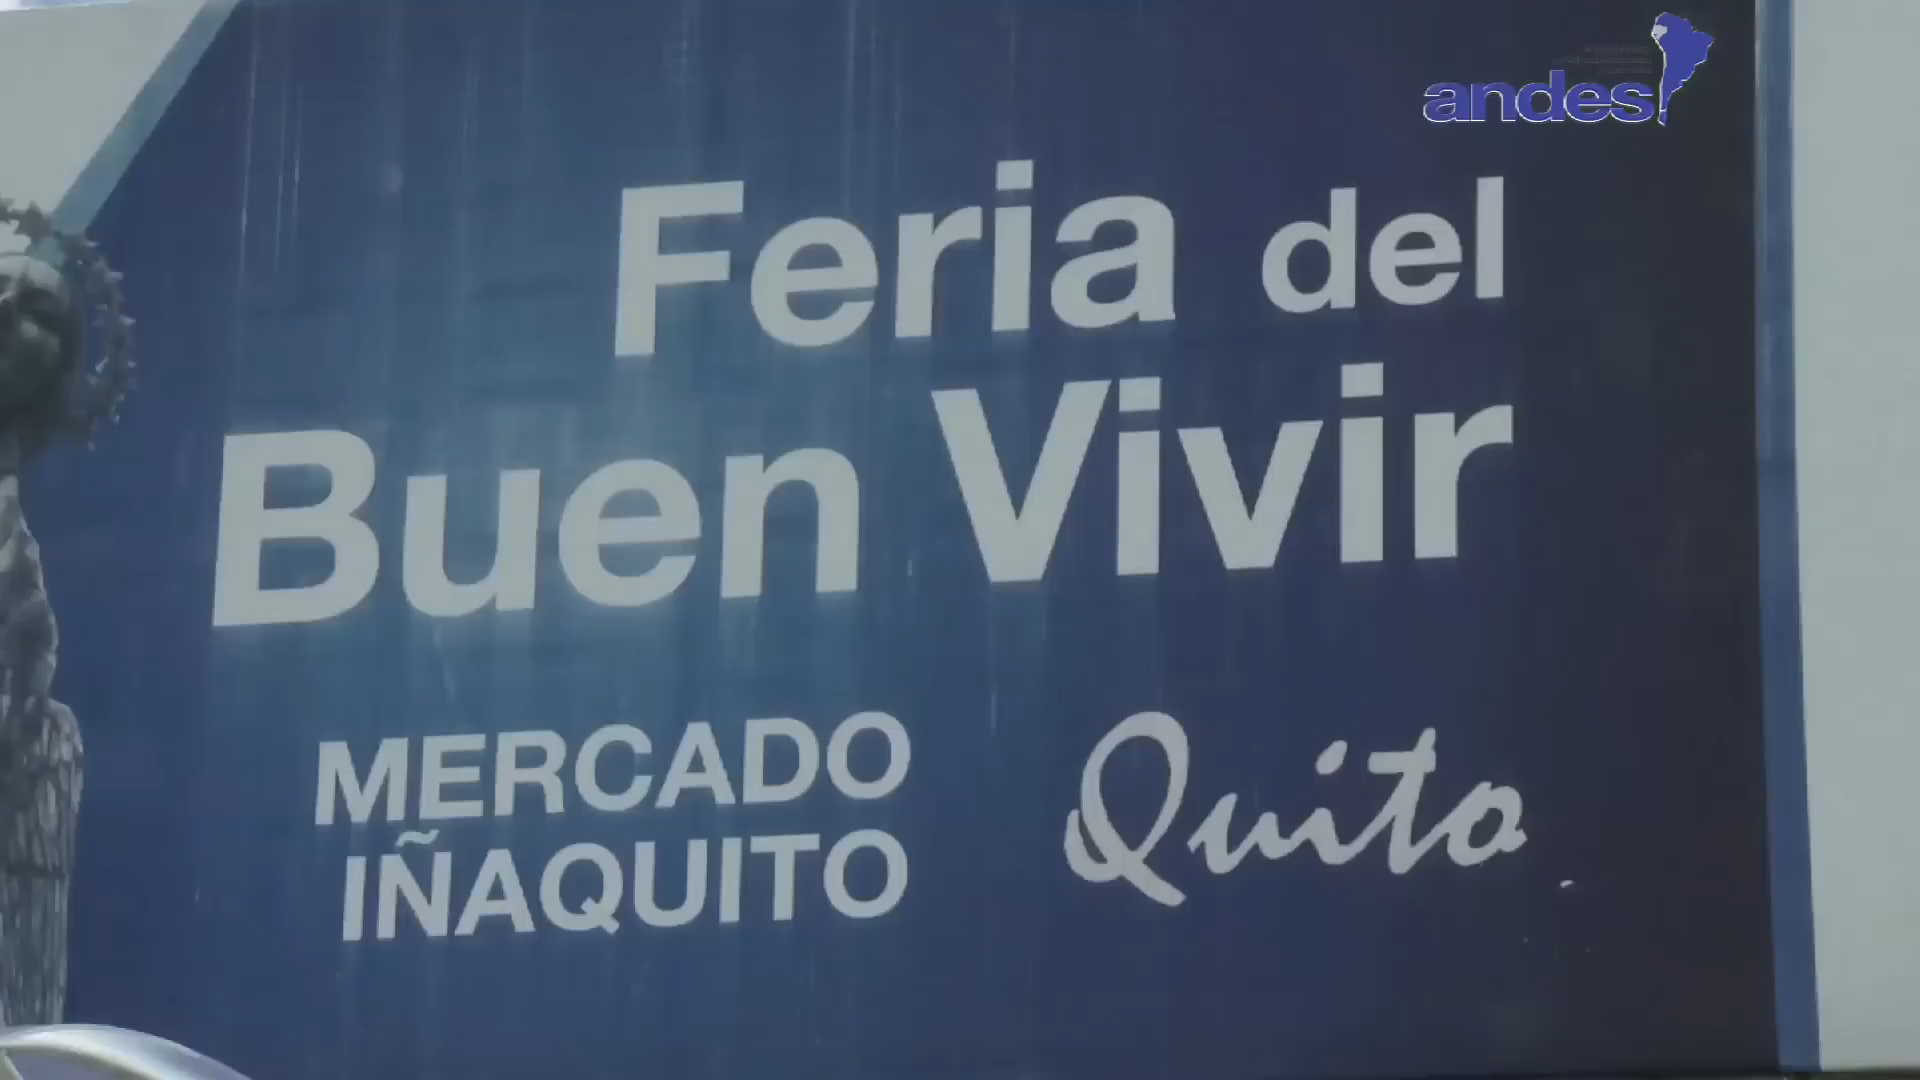 andes
Feria del
Buen Vivir
MERCADO
IÑAQUITO
Quito